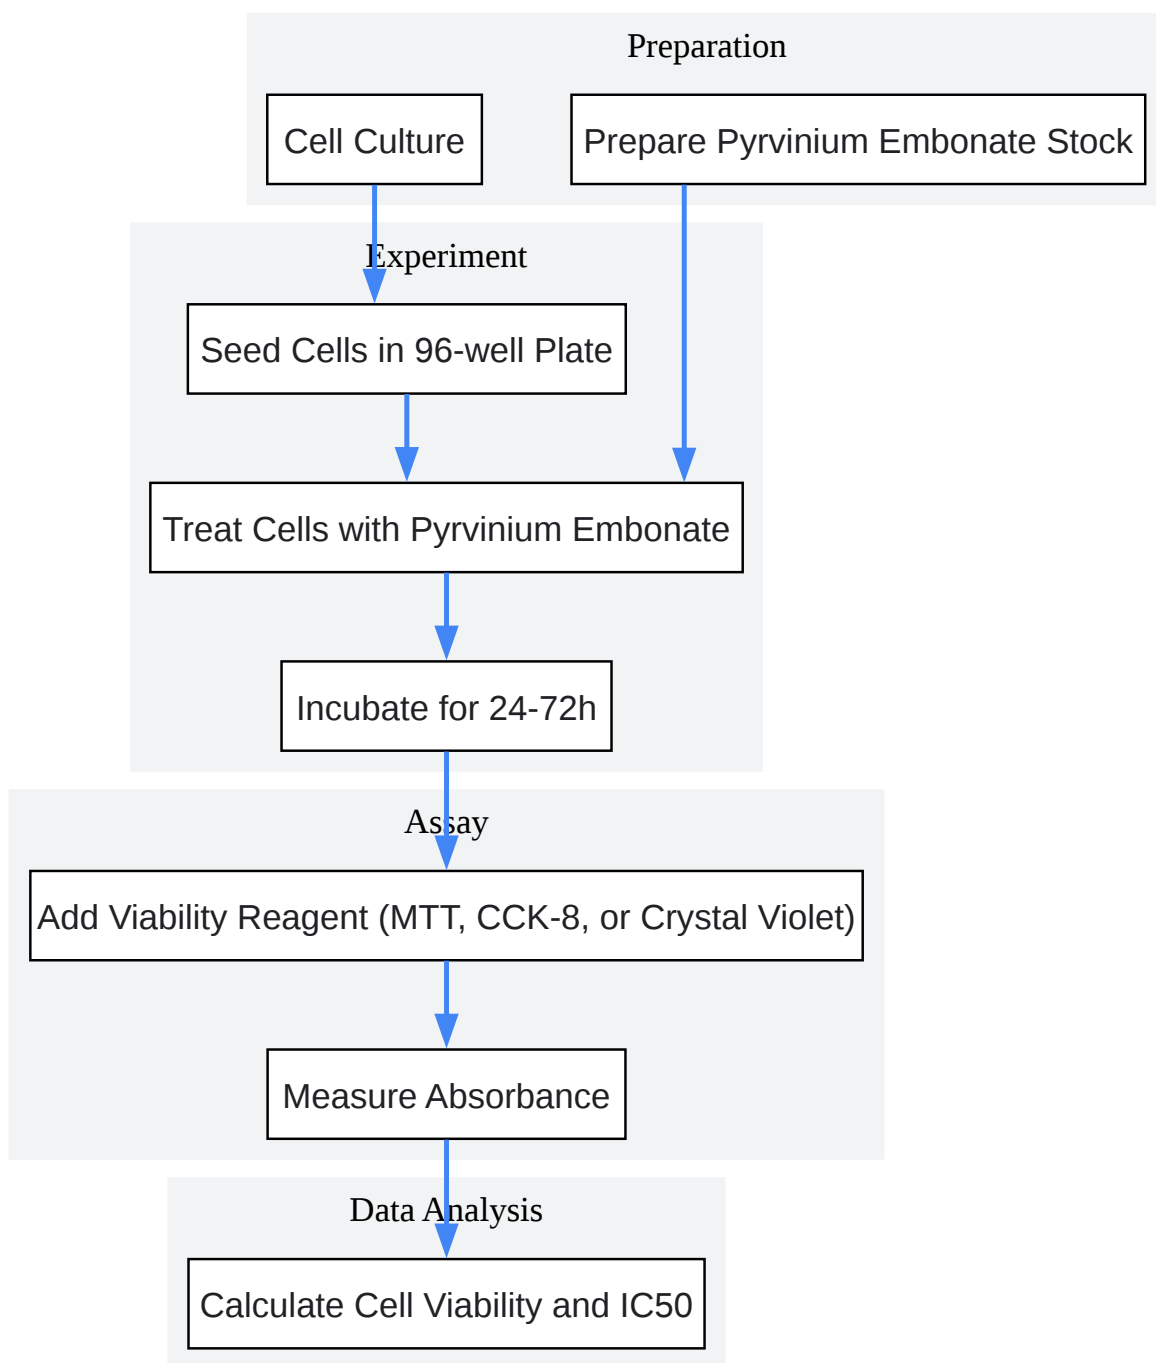 Preparation
Cell Culture
Prepare Pyrvinium Embonate Stock
Experiment
Seed Cells in 96-well Plate
Treat Cells with Pyrvinium Embonate
Incubate for 24-72h
Assay
Add Viability Reagent (MTT, CCK-8, or Crystal Violet)
Measure Absorbance
Data Analysis
Calculate Cell Viability and IC50